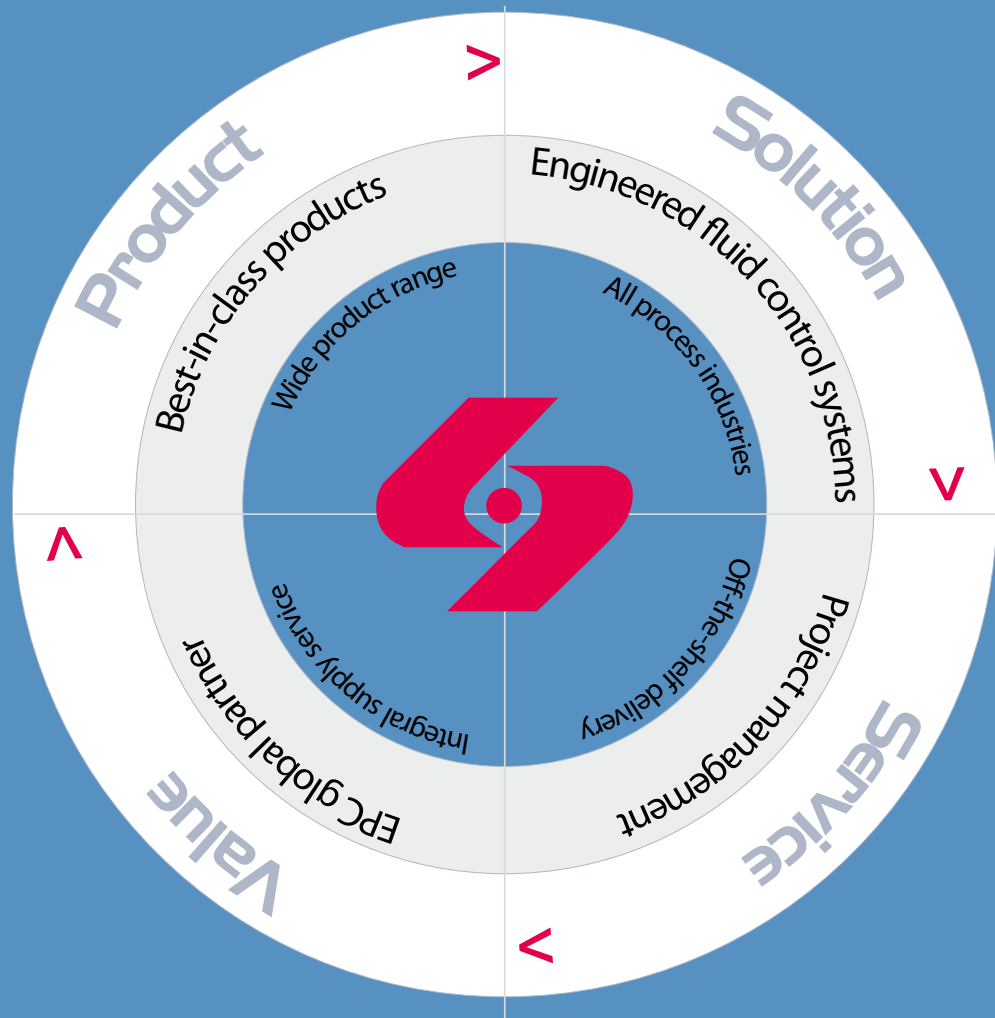 Product
Best-in-class products
Wide product range
>
Solution
Engineered fluid control systems
All process industries
>
Service
Project management
Off-the-shelf delivery
>
Value
EPC global partner
Integral supply service
>